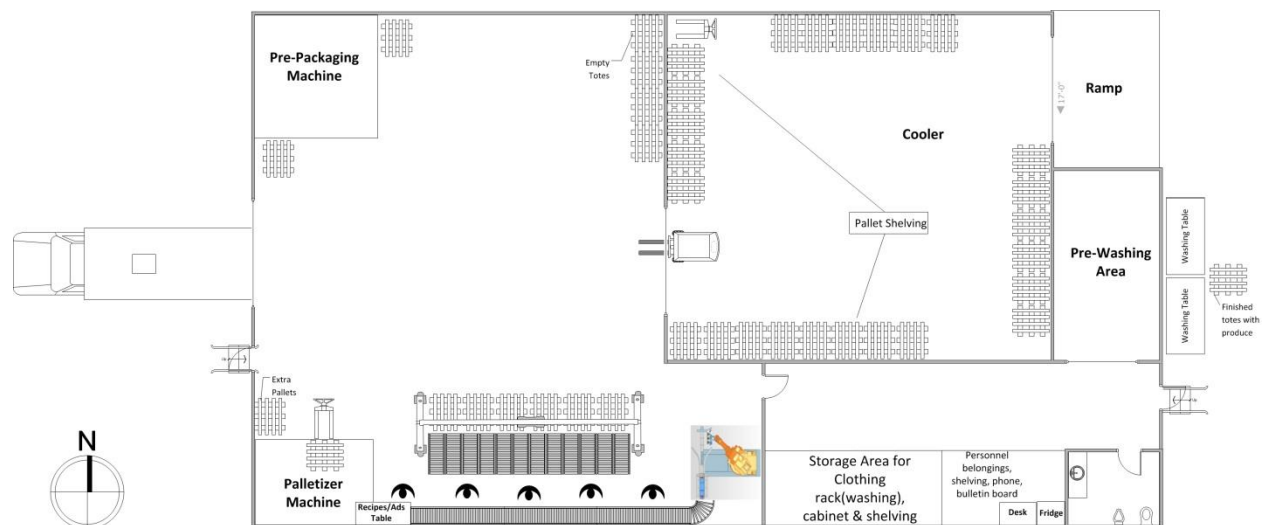 Pre-Packaging
Machine
Empty
Totes
Cooler
17'-0"
Ramp
Pallet Shelving
Pre-Washing
Area
Washing Table
Washing Table
Finished
totes with
produce
Extra
Pallets
N
Palletizer
Machine
Recipes/Ads
Table
Storage Area for
Clothing
rack(washing),
cabinet & shelving
Personnel
belongings,
shelving, phone,
bulletin board
Desk
Fridge